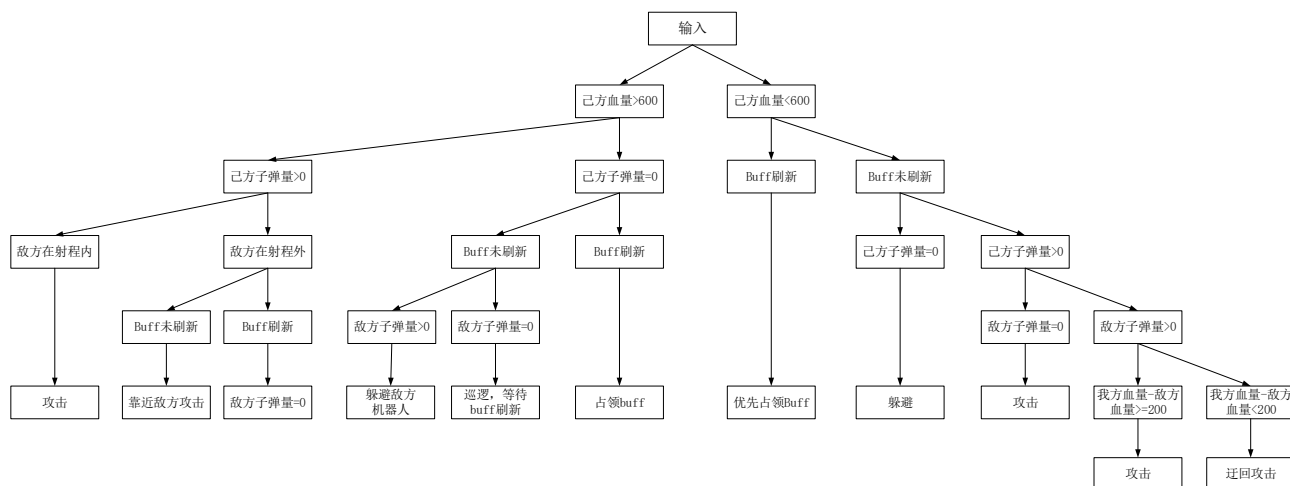 输入
己方血量>600
己方血量<600
己方子弹量>0
己方子弹量=0
Buff刷新
Buff未刷新
敌方在射程内
敌方在射程外
Buff未刷新
Buff刷新
己方子弹量=0
己方子弹量>0
Buff未刷新
Buff刷新
敌方子弹量>0
敌方子弹量=0
敌方子弹量=0
敌方子弹量>0
攻击
靠近敌方攻击
敌方子弹量=0
躲避敌方
机器人
巡逻，等待
buff刷新
占领buff
优先占领Buff
躲避
攻击
我方血量-敌方
血量>=200
我方血量-敌方
血量<200
攻击
迂回攻击